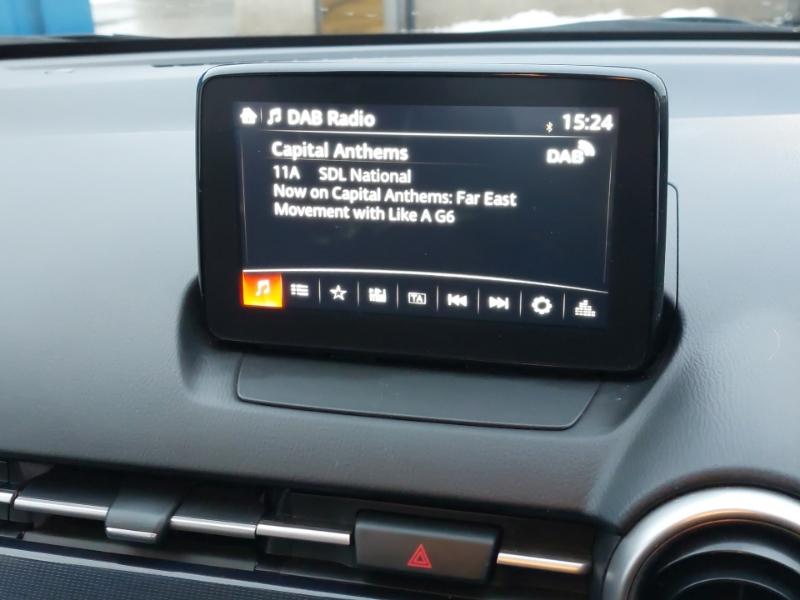 DAB Radio 15:24
Capital Anthems DAB
11A SDL National
Now on Capital Anthems: Far East
Movement with Like A G6
TA